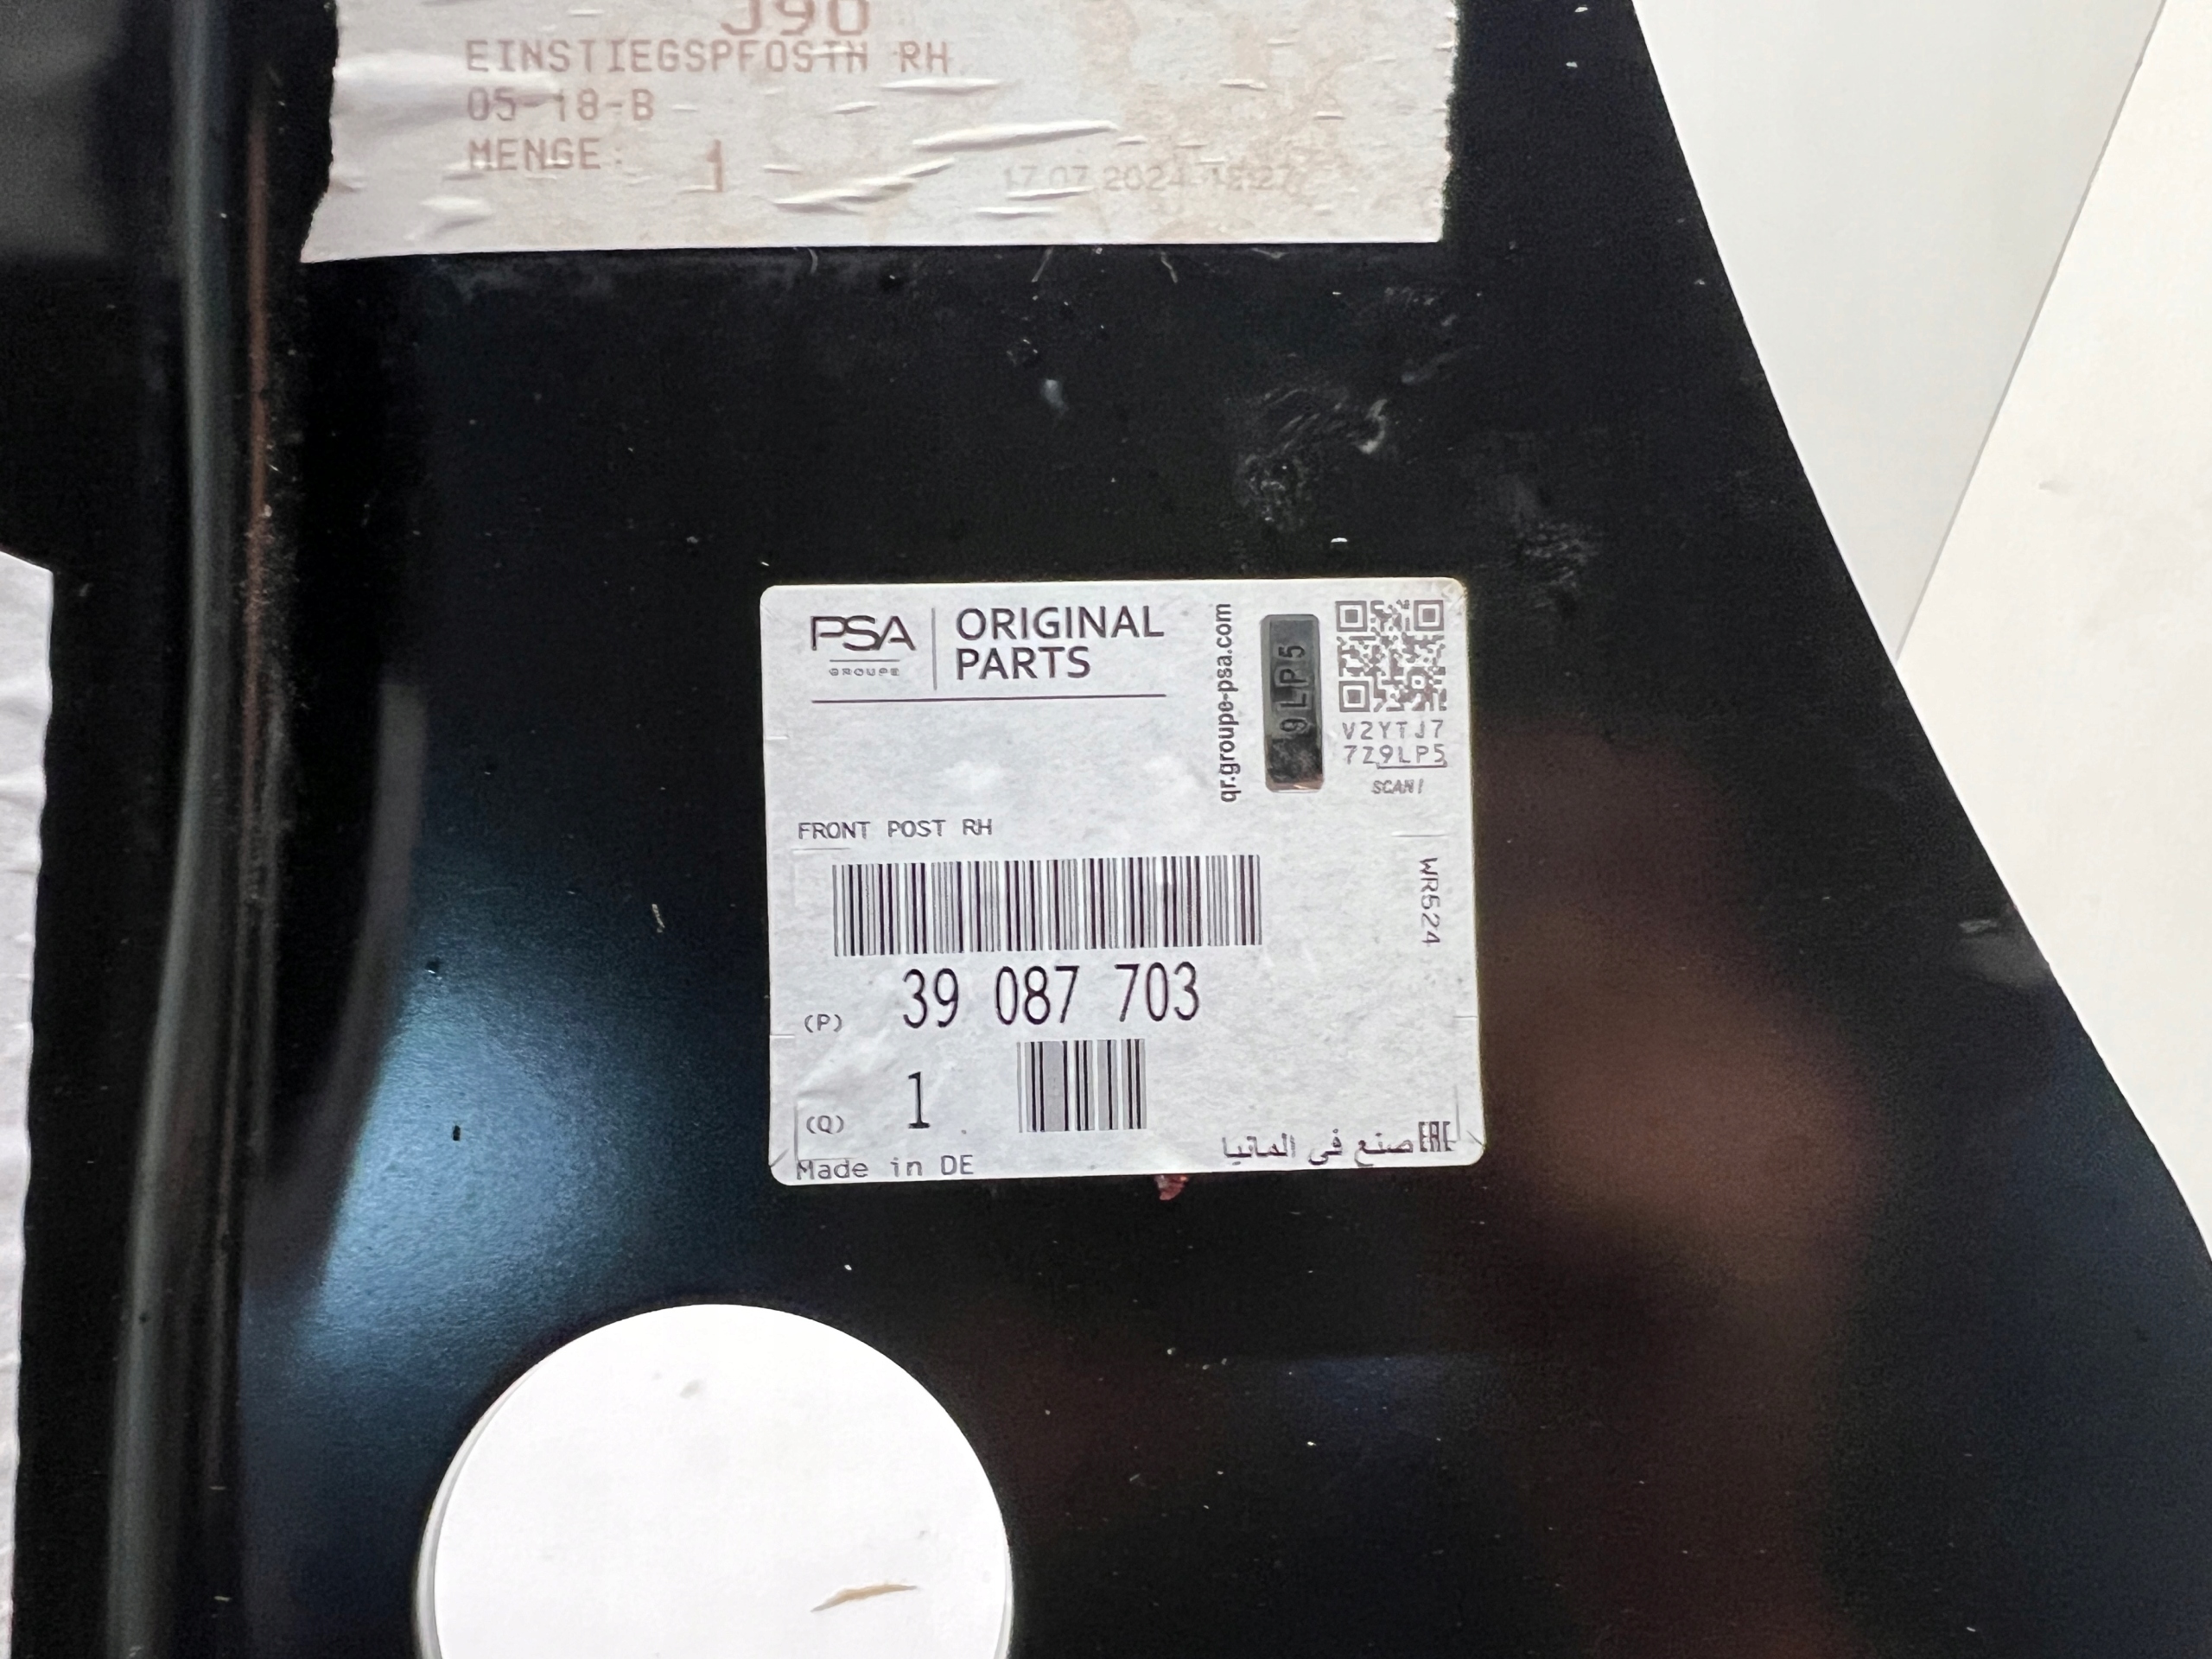 J90
EINSTIEGSPFOSTN RH
05-18-B
MENGE: 1
17.07.2024
PSA
GROUPE
ORIGINAL
PARTS
qr.groupe-psa.com
9LP5
V2YTJ7
7Z9LP5
SCAN!
FRONT POST RH
WR524
(P) 39 087 703
(Q) 1
Made in DE
صنع في المانيا
EAC